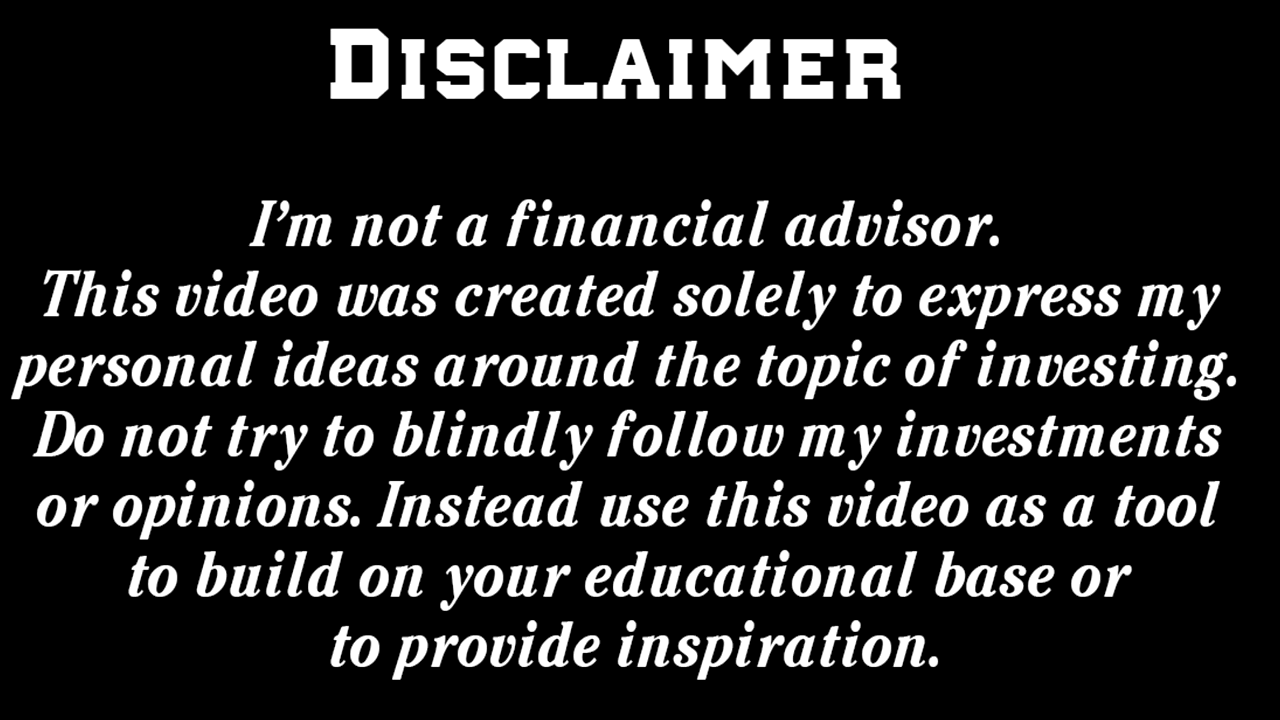 Disclaimer
I'm not a financial advisor.
This video was created solely to express my
personal ideas around the topic of investing.
Do not try to blindly follow my investments
or opinions. Instead use this video as a tool
to build on your educational base or
to provide inspiration.